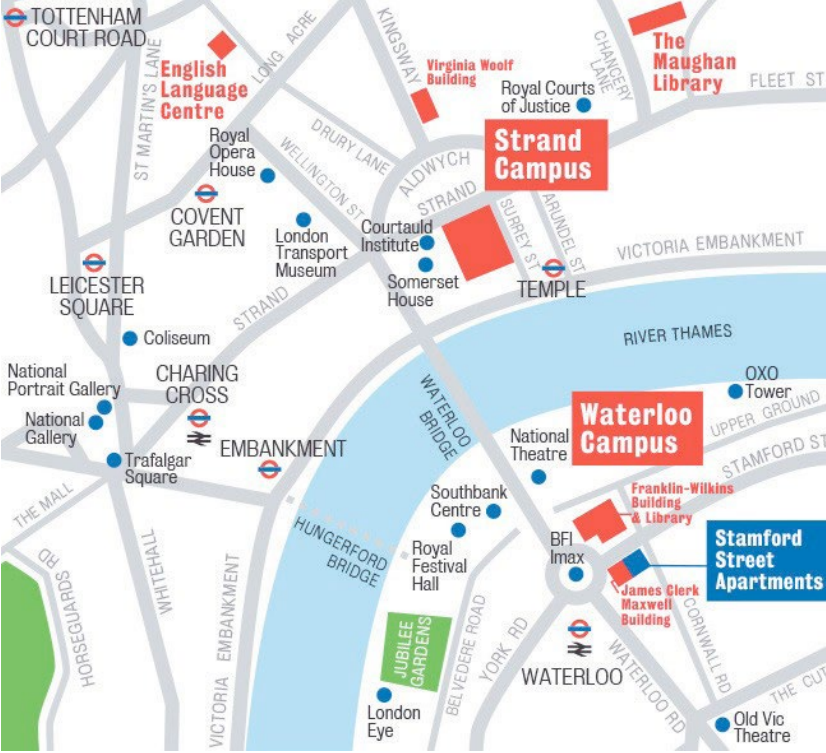 TOTTENHAM
COURT ROAD
ST MARTIN'S LANE
English
Language
Centre
LONG ACRE
KINGSWAY
Virginia Woolf
Building
Royal Courts
of Justice
CHANCERY
LANE
The
Maughan
Library
FLEET ST
Royal
Opera
House
DRURY LANE
WELLINGTON ST
ALDWYCH
Strand
Campus
STRAND
COVENT
GARDEN
London
Transport
Museum
Courtauld
Institute
Somerset
House
SURREY ST
ARUNDEL ST
TEMPLE
VICTORIA EMBANKMENT
LEICESTER
SQUARE
STRAND
Coliseum
RIVER THAMES
National
Portrait Gallery
National
Gallery
CHARING
CROSS
WATERLOO
BRIDGE
OXO
Tower
Waterloo
Campus
UPPER GROUND
EMBANKMENT
Trafalgar
Square
National
Theatre
STAMFORD ST
THE MALL
Southbank
Centre
Franklin-Wilkins
Building
& Library
HUNGERFORD
BRIDGE
Royal
Festival
Hall
BFI
Imax
Stamford
Street
Apartments
HORSEGUARDS RD
WHITEHALL
VICTORIA EMBANKMENT
James Clerk
Maxwell
Building
JUBILEE
GARDENS
BELVEDERE ROAD
YORK RD
CORNWALL RD
WATERLOO
WATERLOO RD
THE CUT
London
Eye
Old Vic
Theatre